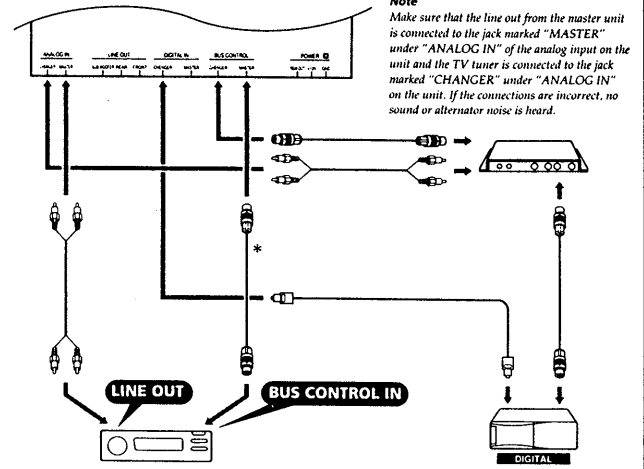 Note
Make sure that the line out from the master unit
is connected to the jack marked "MASTER"
under "ANALOG IN" of the analog input on the
unit and the TV tuner is connected to the jack
marked "CHANGER" under "ANALOG IN"
on the unit. If the connections are incorrect, no
sound or alternator noise is heard.
ANALOG IN LINE OUT DIGITAL IN BUS CONTROL POWER
CHANGER MASTER SUB WOOFER REAR FRONT CHANGER MASTER CHANGER MASTER
*
LINE OUT
BUS CONTROL IN
DIGITAL